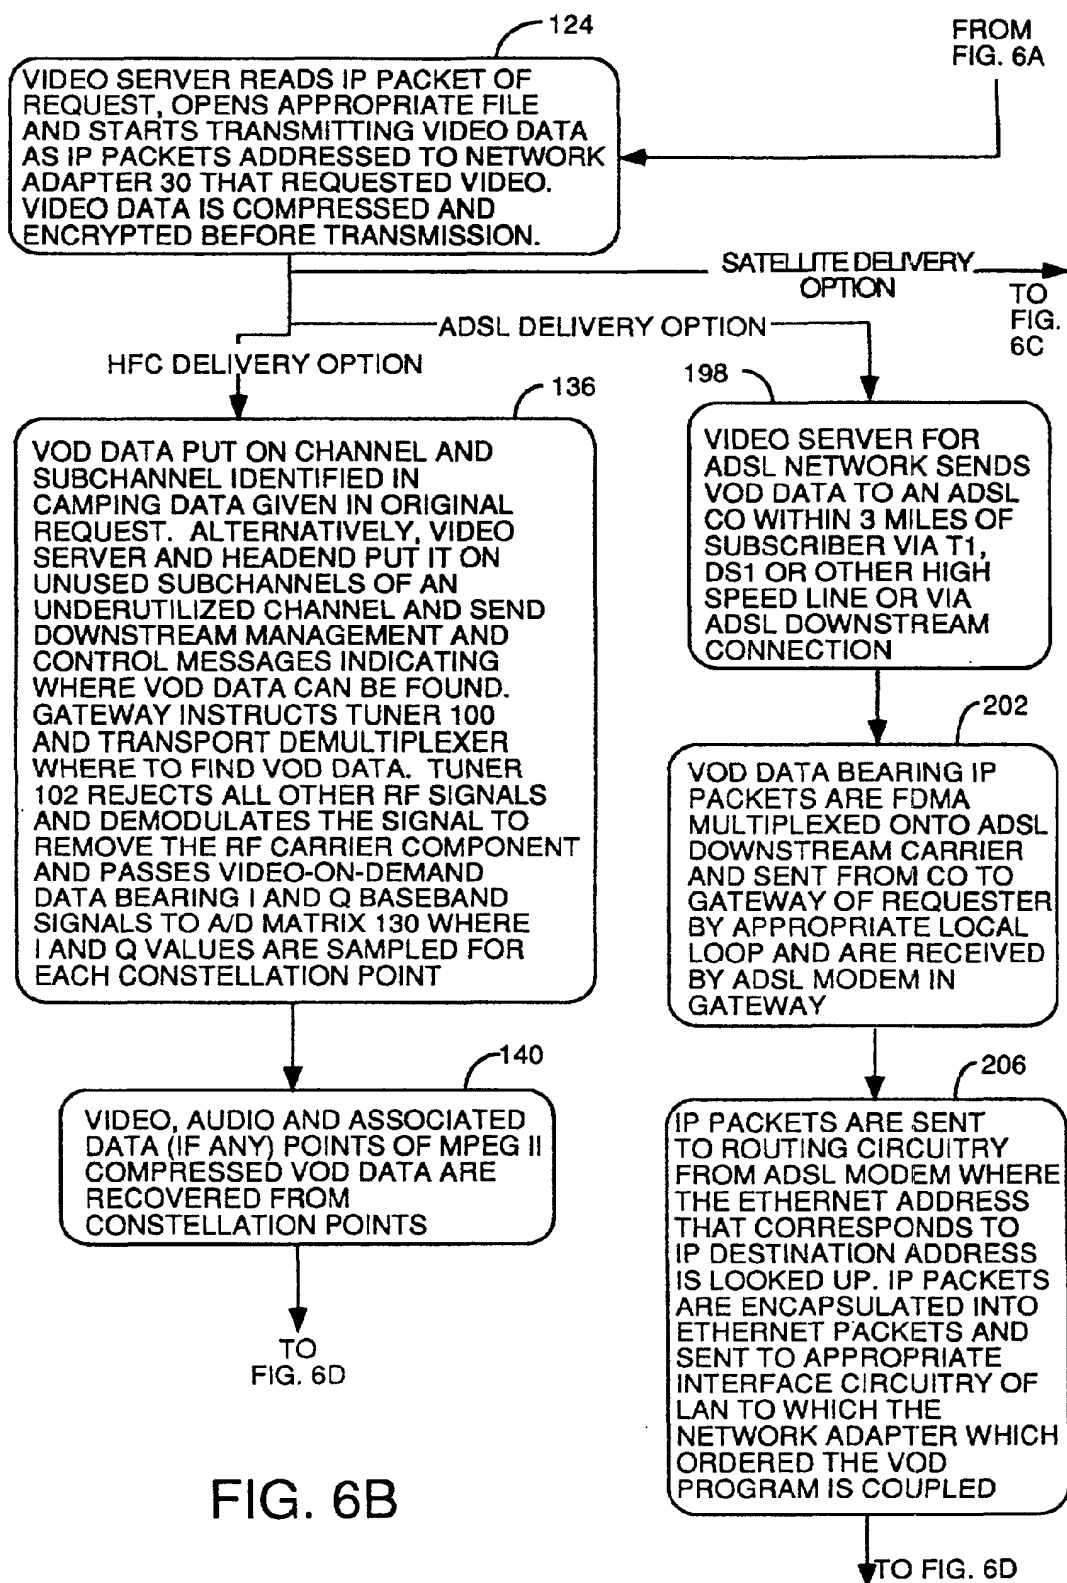 124
FROM
FIG. 6A
VIDEO SERVER READS IP PACKET OF
REQUEST, OPENS APPROPRIATE FILE
AND STARTS TRANSMITTING VIDEO DATA
AS IP PACKETS ADDRESSED TO NETWORK
ADAPTER 30 THAT REQUESTED VIDEO.
VIDEO DATA IS COMPRESSED AND
ENCRYPTED BEFORE TRANSMISSION.
SATELLITE DELIVERY
OPTION
TO
FIG.
6C
ADSL DELIVERY OPTION
HFC DELIVERY OPTION
136
VOD DATA PUT ON CHANNEL AND
SUBCHANNEL IDENTIFIED IN
CAMPING DATA GIVEN IN ORIGINAL
REQUEST. ALTERNATIVELY, VIDEO
SERVER AND HEADEND PUT IT ON
UNUSED SUBCHANNELS OF AN
UNDERUTILIZED CHANNEL AND SEND
DOWNSTREAM MANAGEMENT AND
CONTROL MESSAGES INDICATING
WHERE VOD DATA CAN BE FOUND.
GATEWAY INSTRUCTS TUNER 100
AND TRANSPORT DEMULTIPLEXER
WHERE TO FIND VOD DATA. TUNER
102 REJECTS ALL OTHER RF SIGNALS
AND DEMODULATES THE SIGNAL TO
REMOVE THE RF CARRIER COMPONENT
AND PASSES VIDEO-ON-DEMAND
DATA BEARING I AND Q BASEBAND
SIGNALS TO A/D MATRIX 130 WHERE
I AND Q VALUES ARE SAMPLED FOR
EACH CONSTELLATION POINT
140
VIDEO, AUDIO AND ASSOCIATED
DATA (IF ANY) POINTS OF MPEG II
COMPRESSED VOD DATA ARE
RECOVERED FROM
CONSTELLATION POINTS
TO
FIG. 6D
198
VIDEO SERVER FOR
ADSL NETWORK SENDS
VOD DATA TO AN ADSL
CO WITHIN 3 MILES OF
SUBSCRIBER VIA T1,
DS1 OR OTHER HIGH
SPEED LINE OR VIA
ADSL DOWNSTREAM
CONNECTION
202
VOD DATA BEARING IP
PACKETS ARE FDMA
MULTIPLEXED ONTO ADSL
DOWNSTREAM CARRIER
AND SENT FROM CO TO
GATEWAY OF REQUESTER
BY APPROPRIATE LOCAL
LOOP AND ARE RECEIVED
BY ADSL MODEM IN
GATEWAY
206
IP PACKETS ARE SENT
TO ROUTING CIRCUITRY
FROM ADSL MODEM WHERE
THE ETHERNET ADDRESS
THAT CORRESPONDS TO
IP DESTINATION ADDRESS
IS LOOKED UP. IP PACKETS
ARE ENCAPSULATED INTO
ETHERNET PACKETS AND
SENT TO APPROPRIATE
INTERFACE CIRCUITRY OF
LAN TO WHICH THE
NETWORK ADAPTER WHICH
ORDERED THE VOD
PROGRAM IS COUPLED
TO FIG. 6D
FIG. 6B